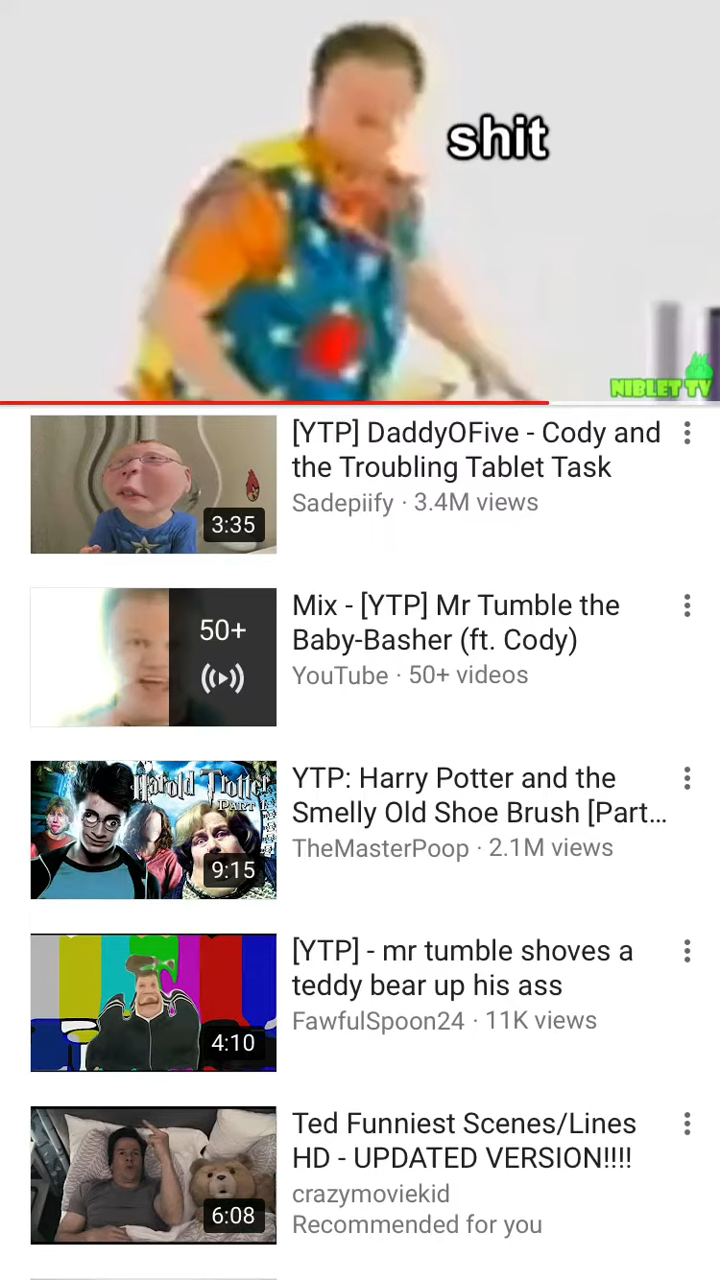 shit
NIBLET TV
[YTP] DaddyOFive - Cody and
the Troubling Tablet Task
Sadepiify · 3.4M views
3:35
50+
Mix - [YTP] Mr Tumble the
Baby-Basher (ft. Cody)
YouTube · 50+ videos
Harold Trotter
PART 1
9:15
YTP: Harry Potter and the
Smelly Old Shoe Brush [Part...
TheMasterPoop · 2.1M views
4:10
[YTP] - mr tumble shoves a
teddy bear up his ass
FawfulSpoon24 · 11K views
6:08
Ted Funniest Scenes/Lines
HD - UPDATED VERSION!!!!
crazymoviekid
Recommended for you